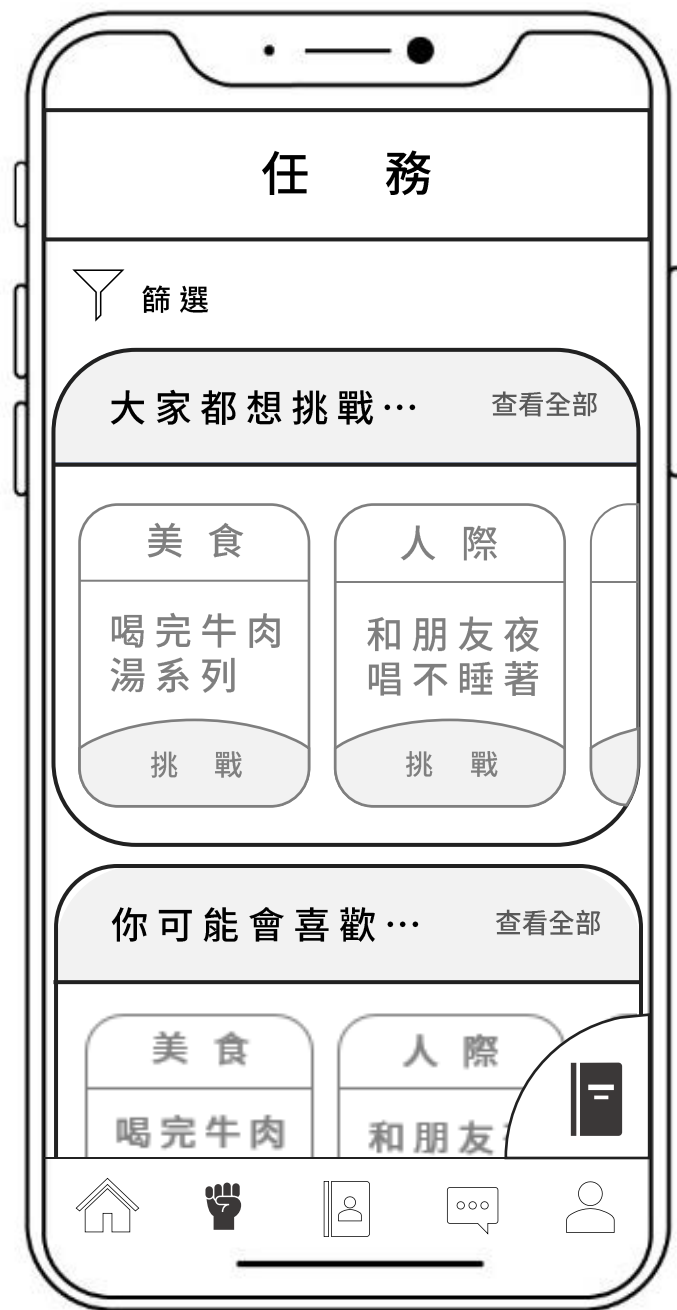 任務
篩選
大家都想挑戰…
查看全部
美食
喝完牛肉
湯系列
挑戰
人際
和朋友夜
唱不睡著
挑戰
你可能會喜歡…
查看全部
美食
喝完牛肉
人際
和朋友